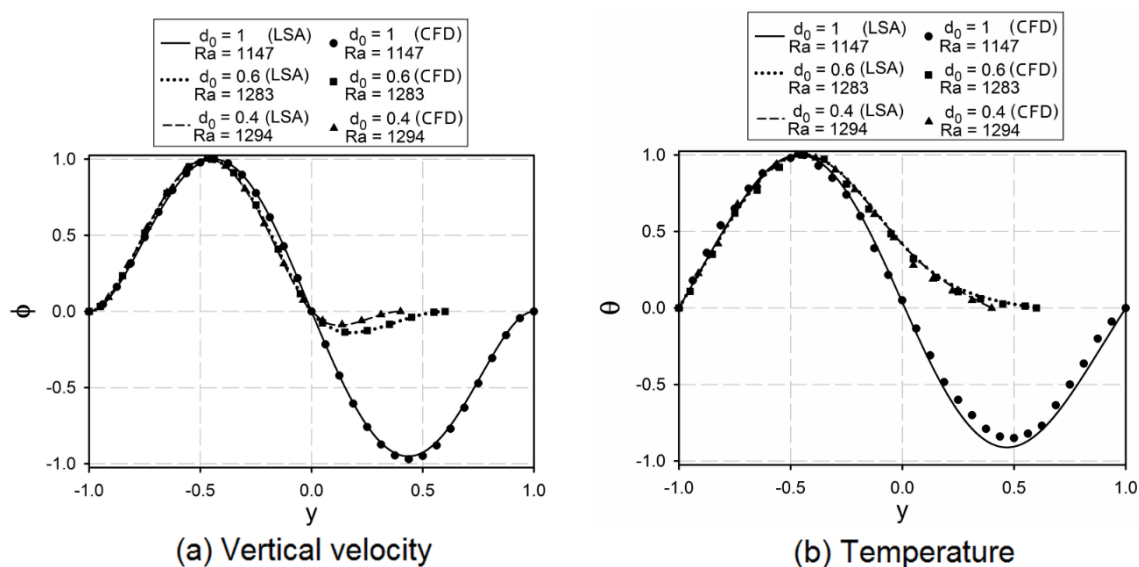 d0 = 1 (LSA) d0 = 1 (CFD)
Ra = 1147 Ra = 1147
d0 = 0.6 (LSA) d0 = 0.6 (CFD)
Ra = 1283 Ra = 1283
d0 = 0.4 (LSA) d0 = 0.4 (CFD)
Ra = 1294 Ra = 1294
1.0
0.5
0.0
-0.5
-1.0
ϕ
-1.0 -0.5 0.0 0.5 1.0
y
(a) Vertical velocity
d0 = 1 (LSA) d0 = 1 (CFD)
Ra = 1147 Ra = 1147
d0 = 0.6 (LSA) d0 = 0.6 (CFD)
Ra = 1283 Ra = 1283
d0 = 0.4 (LSA) d0 = 0.4 (CFD)
Ra = 1294 Ra = 1294
1.0
0.5
0.0
-0.5
-1.0
θ
-1.0 -0.5 0.0 0.5 1.0
y
(b) Temperature